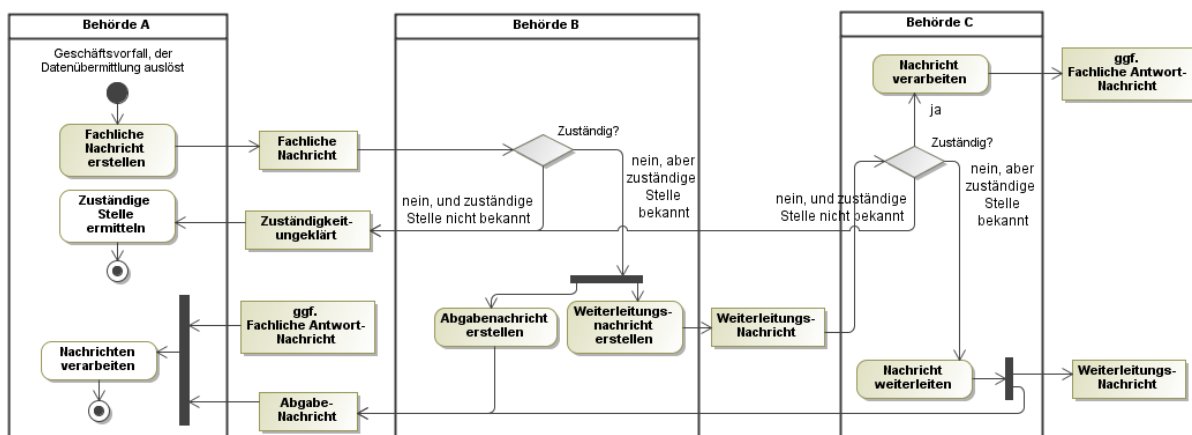 Behörde A
Geschäftsvorfall, der
Datenübermittlung auslöst
Fachliche
Nachricht
erstellen
Zuständige
Stelle
ermitteln
Nachrichten
verarbeiten
Fachliche
Nachricht
Zuständigkeit-
ungeklärt
ggf.
Fachliche Antwort-
Nachricht
Abgabe-
Nachricht
Behörde B
Zuständig?
nein, und zuständige
Stelle nicht bekannt
nein, aber
zuständige
Stelle
bekannt
Abgabenachricht
erstellen
Weiterleitungs-
nachricht
erstellen
Weiterleitungs-
Nachricht
Behörde C
Nachricht
verarbeiten
ja
Zuständig?
nein, und zuständige
Stelle nicht bekannt
nein, aber
zuständige
Stelle
bekannt
Nachricht
weiterleiten
ggf.
Fachliche Antwort-
Nachricht
Weiterleitungs-
Nachricht